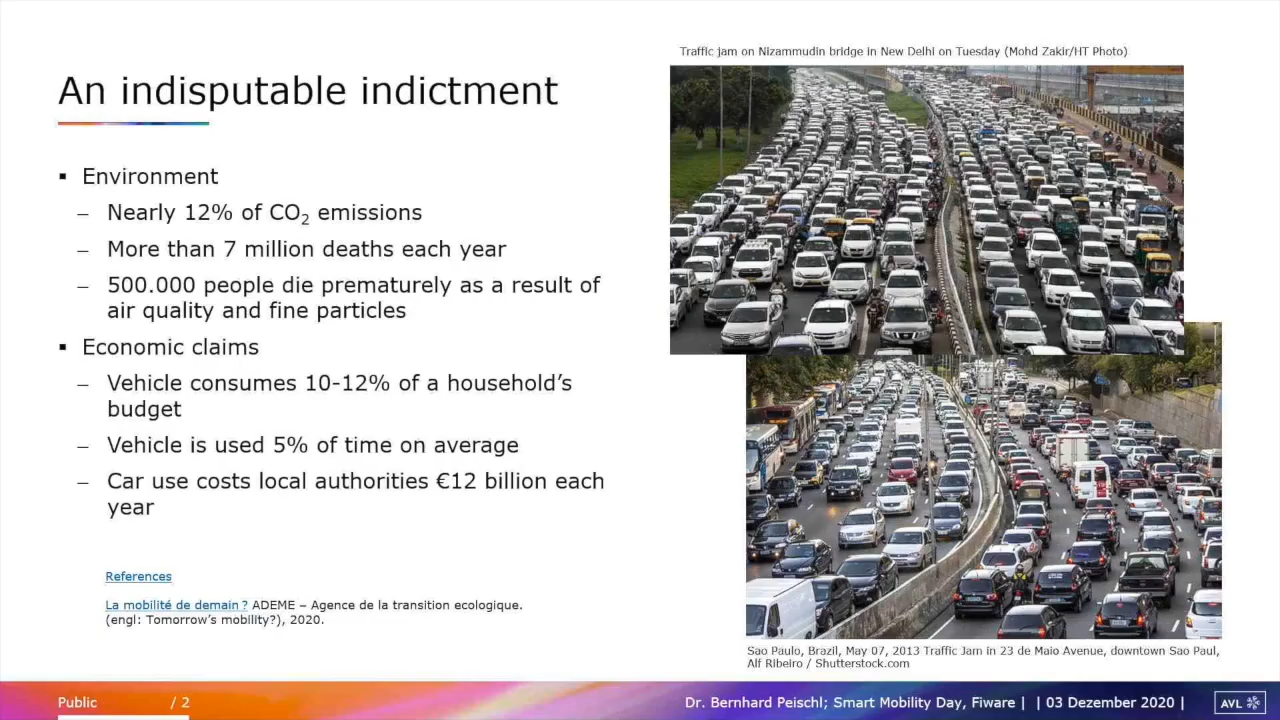 Traffic jam on Nizammudin bridge in New Delhi on Tuesday (Mohd Zakir/HT Photo)
An indisputable indictment
▪ Environment
– Nearly 12% of CO₂ emissions
– More than 7 million deaths each year
– 500.000 people die prematurely as a result of
air quality and fine particles
▪ Economic claims
– Vehicle consumes 10-12% of a household’s
budget
– Vehicle is used 5% of time on average
– Car use costs local authorities €12 billion each
year
References
La mobilité de demain ? ADEME – Agence de la transition ecologique.
(engl: Tomorrow’s mobility?), 2020.
Sao Paulo, Brazil, May 07, 2013 Traffic Jam in 23 de Maio Avenue, downtown Sao Paul,
Alf Ribeiro / Shutterstock.com
Public / 2 Dr. Bernhard Peischl; Smart Mobility Day, Fiware | | 03 Dezember 2020 | AVL